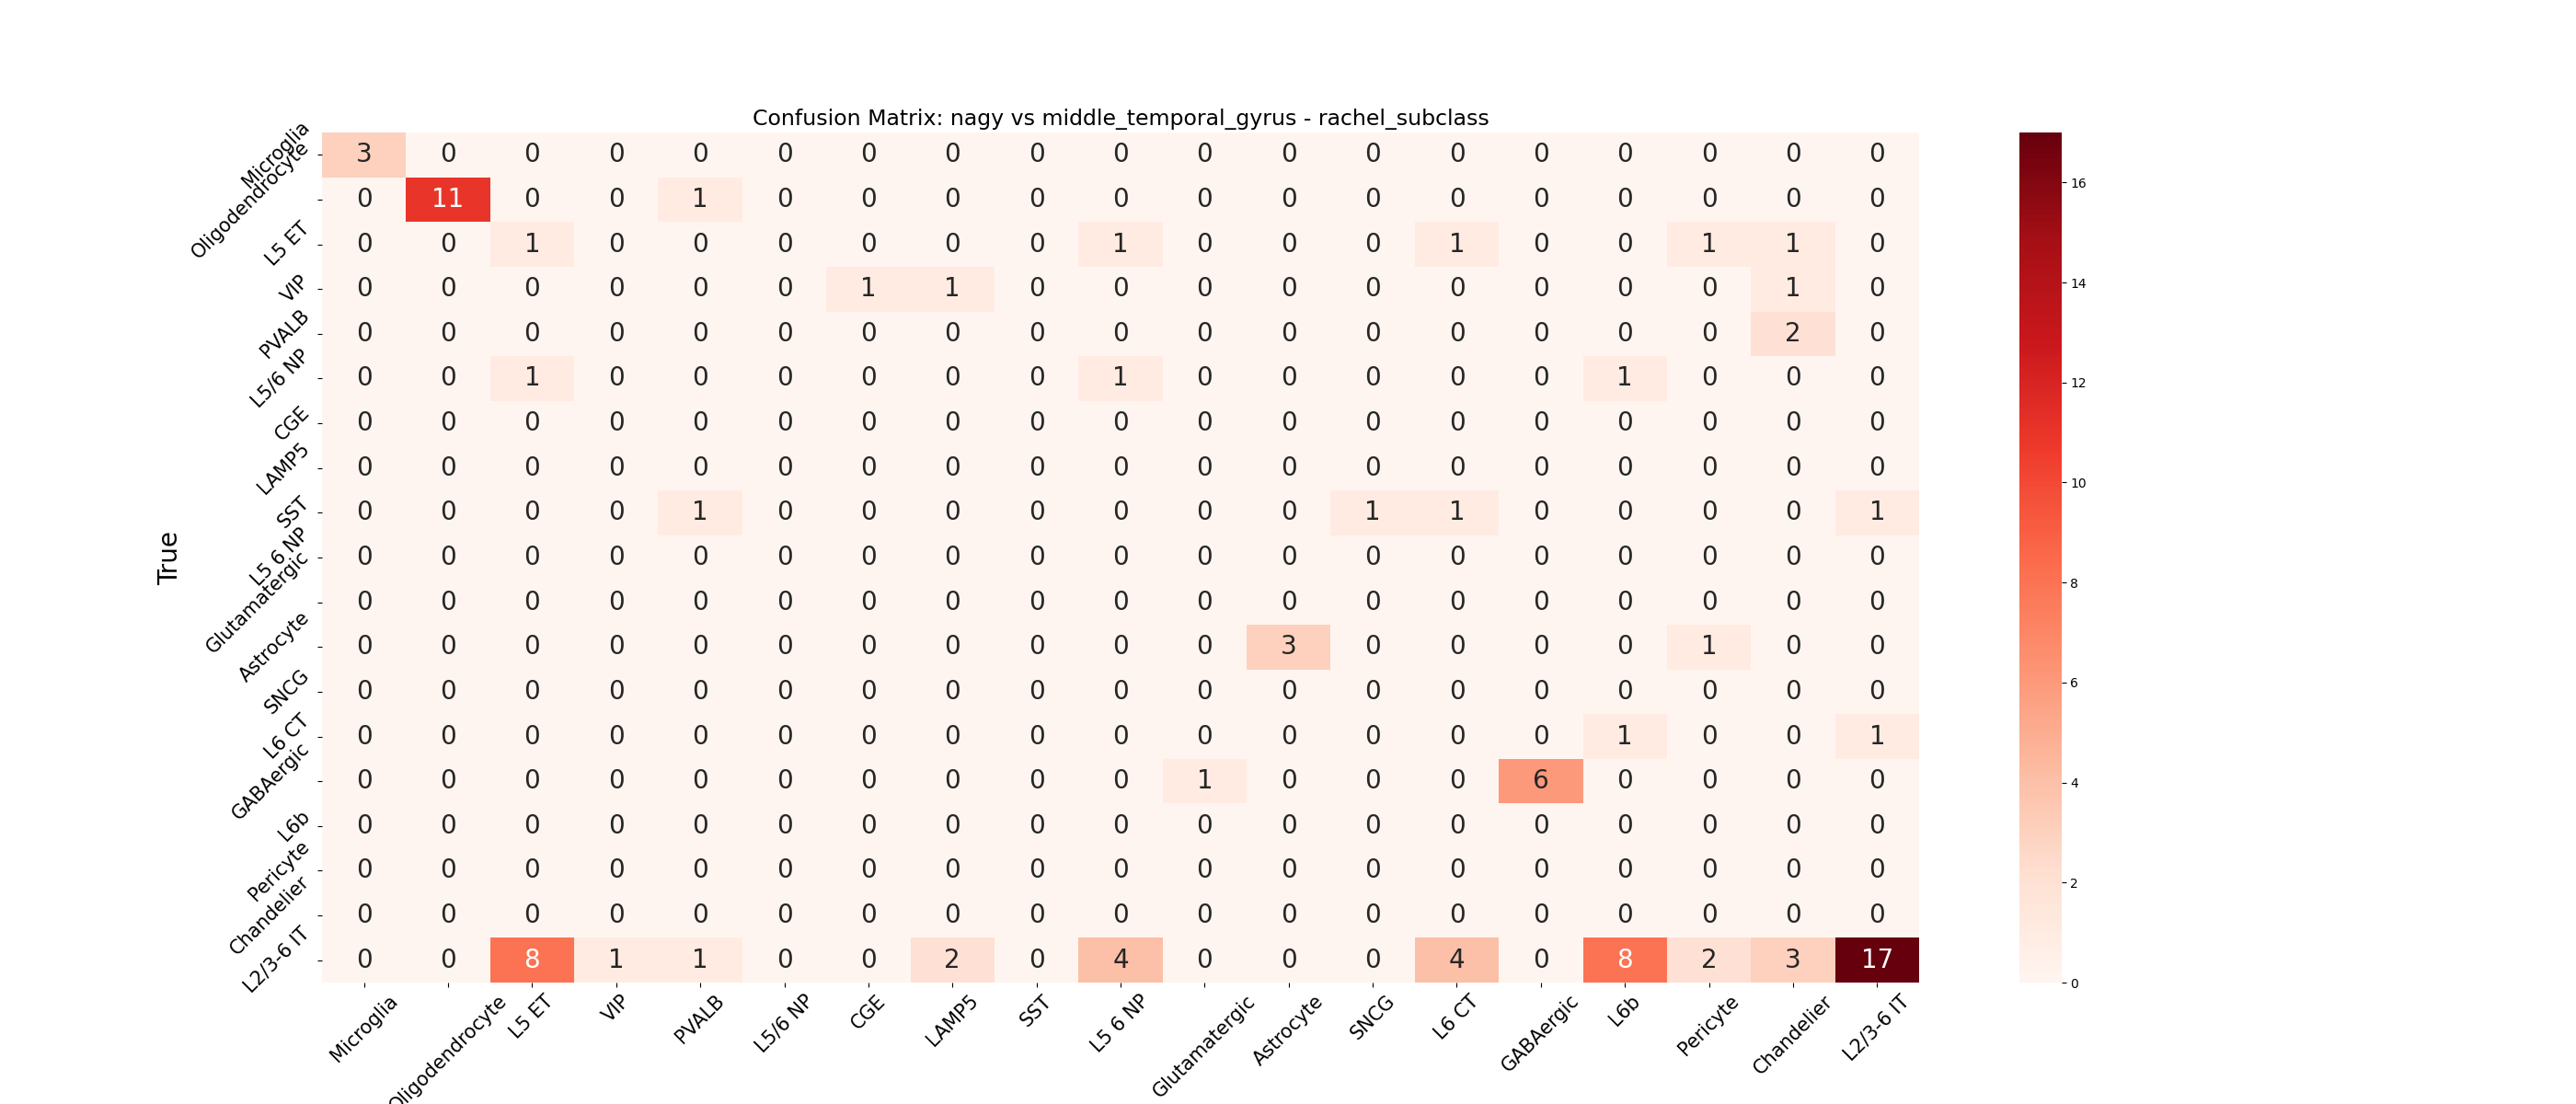 Confusion Matrix: nagy vs middle_temporal_gyrus - rachel_subclass
True
Microglia 3 0 0 0 0 0 0 0 0 0 0 0 0 0 0 0 0 0 0
Oligodendrocyte 0 11 0 0 1 0 0 0 0 0 0 0 0 0 0 0 0 0 0
L5 ET 0 0 1 0 0 0 0 0 0 1 0 0 0 1 0 0 1 1 0
VIP 0 0 0 0 0 0 1 1 0 0 0 0 0 0 0 0 0 1 0
PVALB 0 0 0 0 0 0 0 0 0 0 0 0 0 0 0 0 0 2 0
L5/6 NP 0 0 1 0 0 0 0 0 0 1 0 0 0 0 0 1 0 0 0
CGE 0 0 0 0 0 0 0 0 0 0 0 0 0 0 0 0 0 0 0
LAMP5 0 0 0 0 0 0 0 0 0 0 0 0 0 0 0 0 0 0 0
SST 0 0 0 0 1 0 0 0 0 0 0 0 1 1 0 0 0 0 1
L5 6 NP 0 0 0 0 0 0 0 0 0 0 0 0 0 0 0 0 0 0 0
Glutamatergic 0 0 0 0 0 0 0 0 0 0 0 0 0 0 0 0 0 0 0
Astrocyte 0 0 0 0 0 0 0 0 0 0 0 3 0 0 0 0 1 0 0
SNCG 0 0 0 0 0 0 0 0 0 0 0 0 0 0 0 0 0 0 0
L6 CT 0 0 0 0 0 0 0 0 0 0 0 0 0 0 0 1 0 0 1
GABAergic 0 0 0 0 0 0 0 0 0 0 1 0 0 0 6 0 0 0 0
L6b 0 0 0 0 0 0 0 0 0 0 0 0 0 0 0 0 0 0 0
Pericyte 0 0 0 0 0 0 0 0 0 0 0 0 0 0 0 0 0 0 0
Chandelier 0 0 0 0 0 0 0 0 0 0 0 0 0 0 0 0 0 0 0
L2/3-6 IT 0 0 8 1 1 0 0 2 0 4 0 0 0 4 0 8 2 3 17
Microglia Oligodendrocyte L5 ET VIP PVALB L5/6 NP CGE LAMP5 SST L5 6 NP Glutamatergic Astrocyte SNCG L6 CT GABAergic L6b Pericyte Chandelier L2/3-6 IT
16
14
12
10
8
6
4
2
0